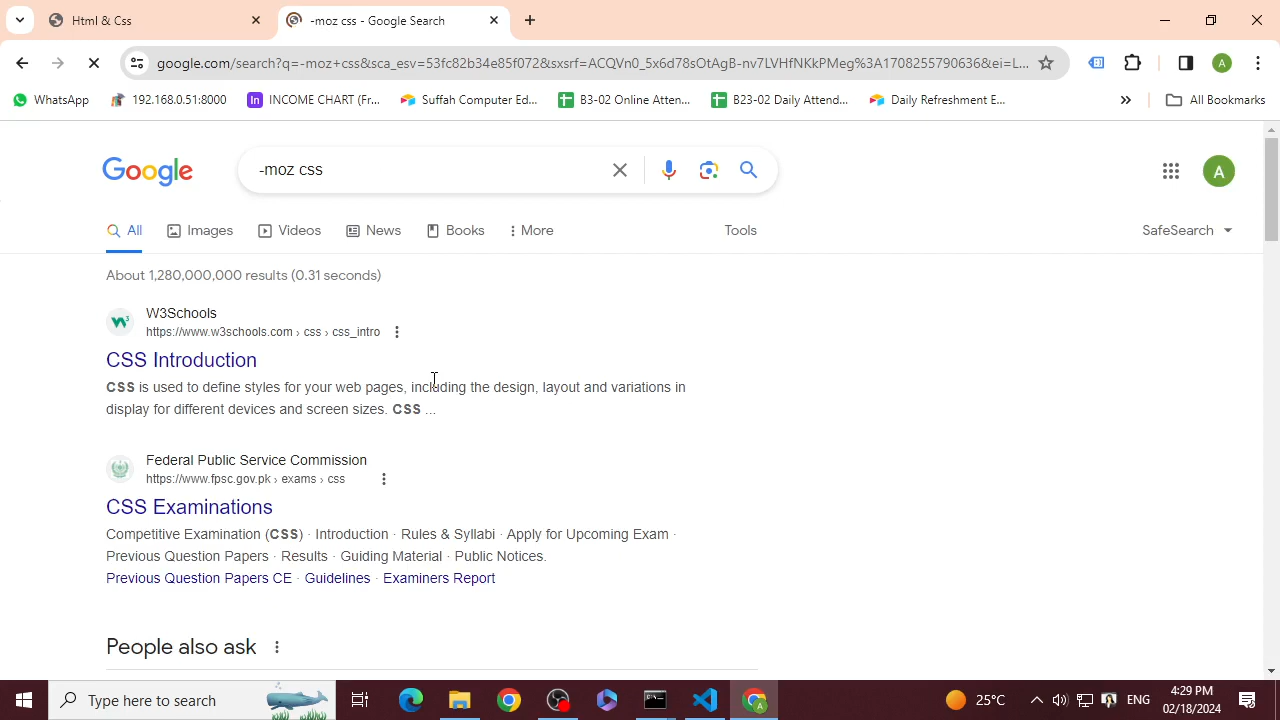 Html & Css
-moz css - Google Search
google.com/search?q=-moz+css&sca_esv=53fc82b34e85f072&sxsrf=ACQVn0_5x6d78sOtAgB-nv7LVHfNKkPMeg%3A1708255790636&ei=L...
A
WhatsApp
192.168.0.51:8000
INCOME CHART (Fr...
Suffah Computer Ed...
B3-02 Online Atten...
B23-02 Daily Attend...
Daily Refreshment E...
»
All Bookmarks
Google
-moz css
A
All
Images
Videos
News
Books
More
Tools
SafeSearch
About 1,280,000,000 results (0.31 seconds)
W3Schools
https://www.w3schools.com › css › css_intro
CSS Introduction
CSS is used to define styles for your web pages, including the design, layout and variations in
display for different devices and screen sizes. CSS ...
Federal Public Service Commission
https://www.fpsc.gov.pk › exams › css
CSS Examinations
Competitive Examination (CSS) · Introduction · Rules & Syllabi · Apply for Upcoming Exam ·
Previous Question Papers · Results · Guiding Material · Public Notices.
Previous Question Papers CE · Guidelines · Examiners Report
People also ask
Type here to search
25°C
ENG
4:29 PM
02/18/2024